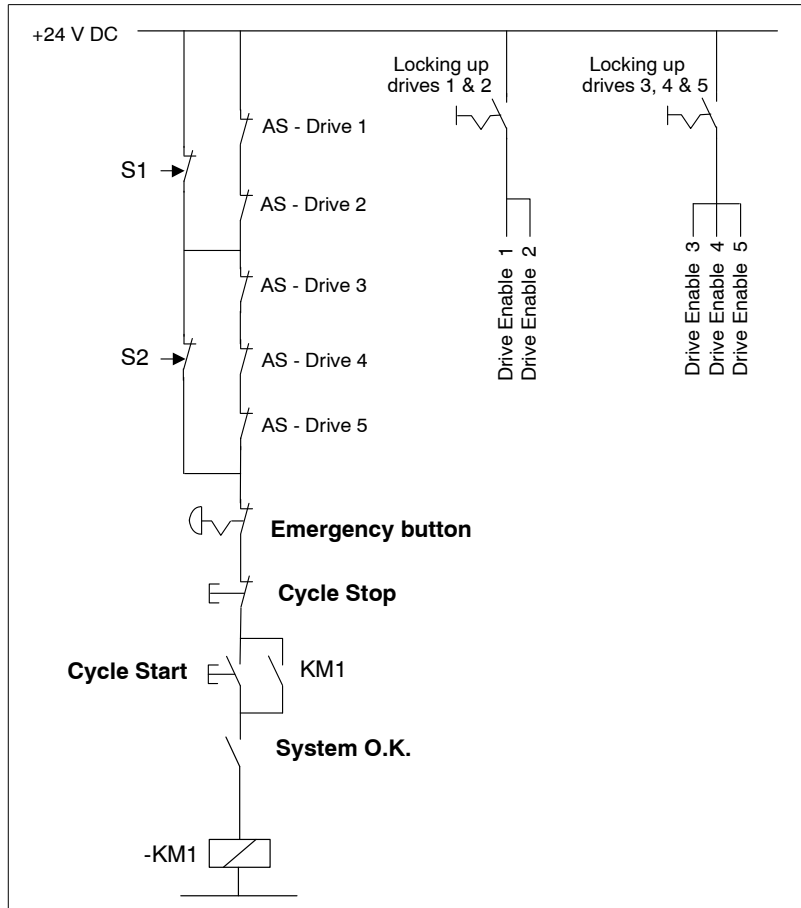 +24 V DC
Locking up
drives 1 & 2
Locking up
drives 3, 4 & 5
AS - Drive 1
S1
AS - Drive 2
AS - Drive 3
S2
AS - Drive 4
AS - Drive 5
Drive Enable 1
Drive Enable 2
Drive Enable 3
Drive Enable 4
Drive Enable 5
Emergency button
Cycle Stop
Cycle Start
KM1
System O.K.
-KM1